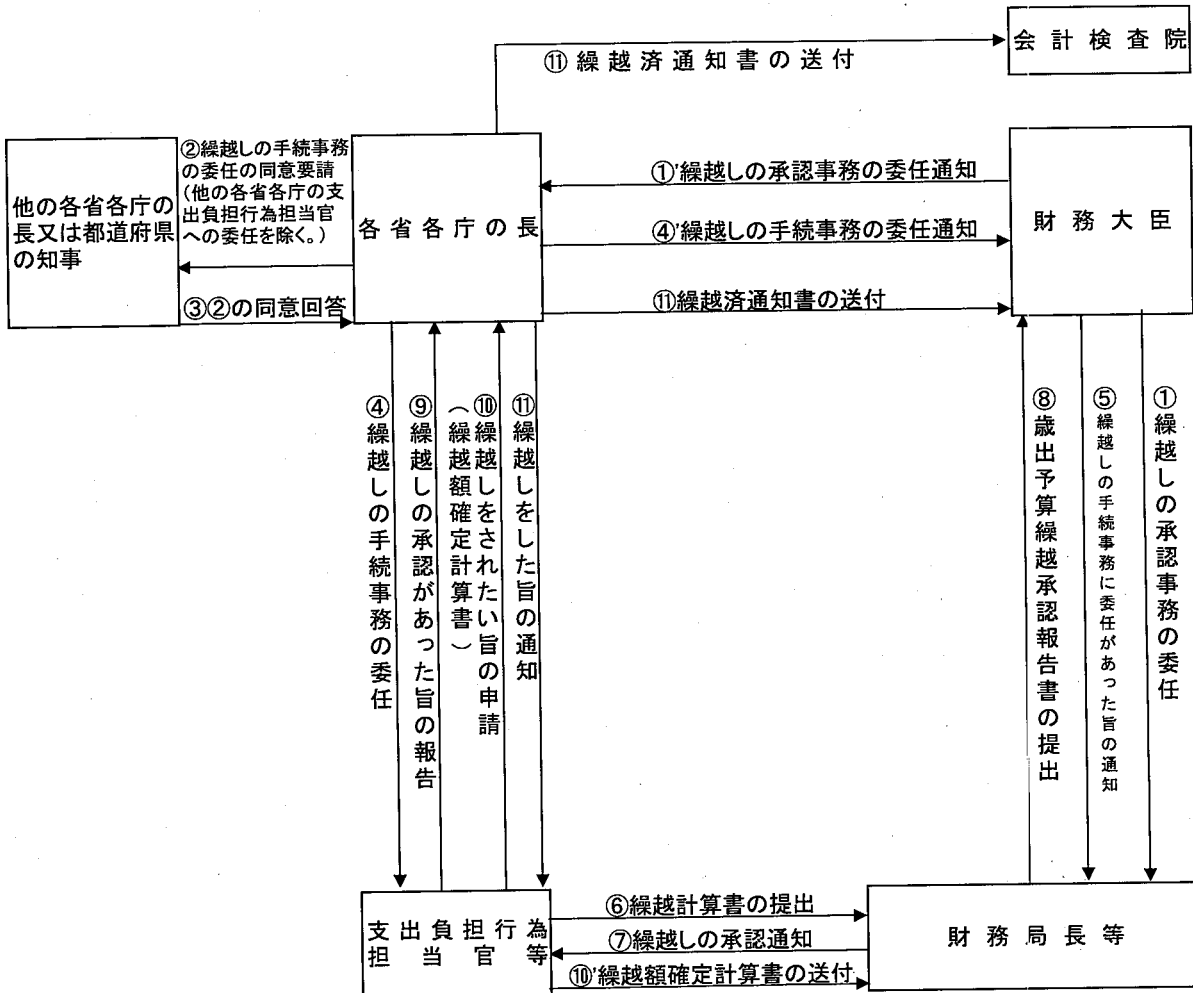 会計検査院
⑪繰越済通知書の送付
②繰越しの手続事務
の委任の同意要請
(他の各省各庁の支
出負担行為担当官
への委任を除く。)
他の各省各庁の
長又は都道府県
の知事
③②の同意回答
各省各庁の長
①'繰越しの承認事務の委任通知
④'繰越しの手続事務の委任通知
⑪繰越済通知書の送付
財務大臣
④繰越しの手続事務の委任
⑨繰越しの承認があった旨の報告
⑩繰越しをされたい旨の申請
(繰越額確定計算書)
⑪繰越しをした旨の通知
⑧歳出予算繰越承認報告書の提出
⑤繰越しの手続事務に委任があった旨の通知
①繰越しの承認事務の委任
支出負担行為
担当官等
⑥繰越計算書の提出
⑦繰越しの承認通知
⑩'繰越額確定計算書の送付
財務局長等